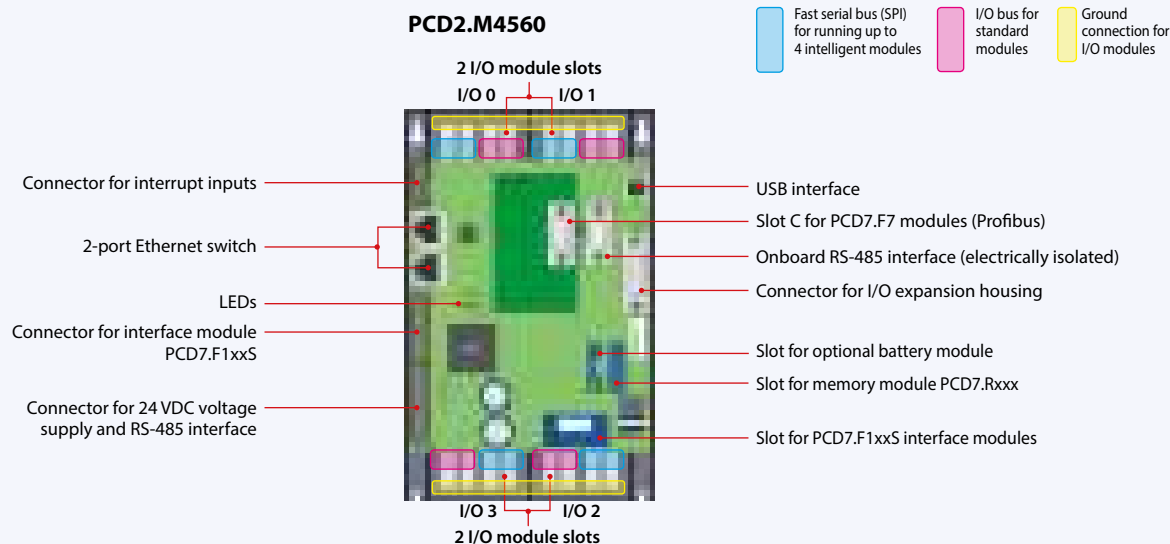 PCD2.M4560
Fast serial bus (SPI)
for running up to
4 intelligent modules
I/O bus for
standard
modules
Ground
connection for
I/O modules
2 I/O module slots
I/O 0
I/O 1
Connector for interrupt inputs
2-port Ethernet switch
LEDs
Connector for interface module
PCD7.F1xxS
Connector for 24 VDC voltage
supply and RS-485 interface
USB interface
Slot C for PCD7.F7 modules (Profibus)
Onboard RS-485 interface (electrically isolated)
Connector for I/O expansion housing
Slot for optional battery module
Slot for memory module PCD7.Rxxx
Slot for PCD7.F1xxS interface modules
I/O 3
I/O 2
2 I/O module slots